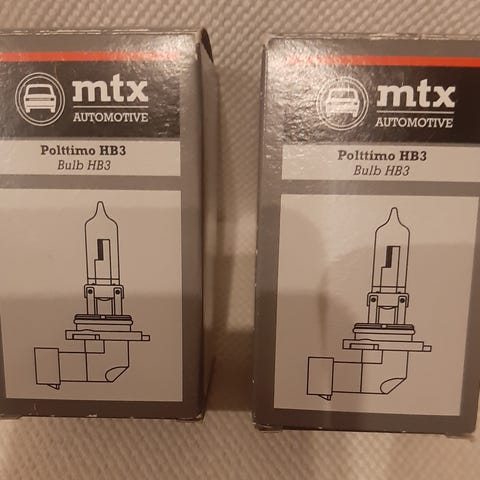 mtx
AUTOMOTIVE
Polttimo HB3
Bulb HB3
mtx
AUTOMOTIVE
Polttimo HB3
Bulb HB3